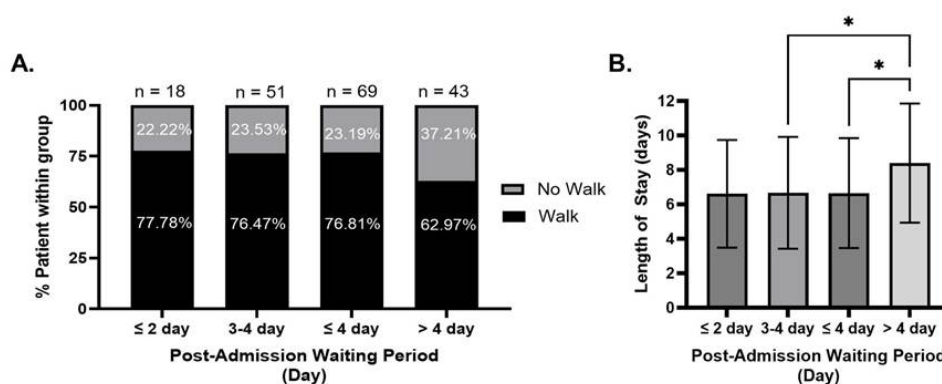 A.
n = 18
n = 51
n = 69
n = 43
% Patient within group
100
75
50
25
0
22.22%
23.53%
23.19%
37.21%
77.78%
76.47%
76.81%
62.97%
≤ 2 day
3-4 day
≤ 4 day
> 4 day
Post-Admission Waiting Period
(Day)
No Walk
Walk
B.
*
*
Length of Stay (days)
12
10
8
6
4
2
0
≤ 2 day
3-4 day
≤4 day
> 4 day
Post-Admission Waiting Period
(Day)